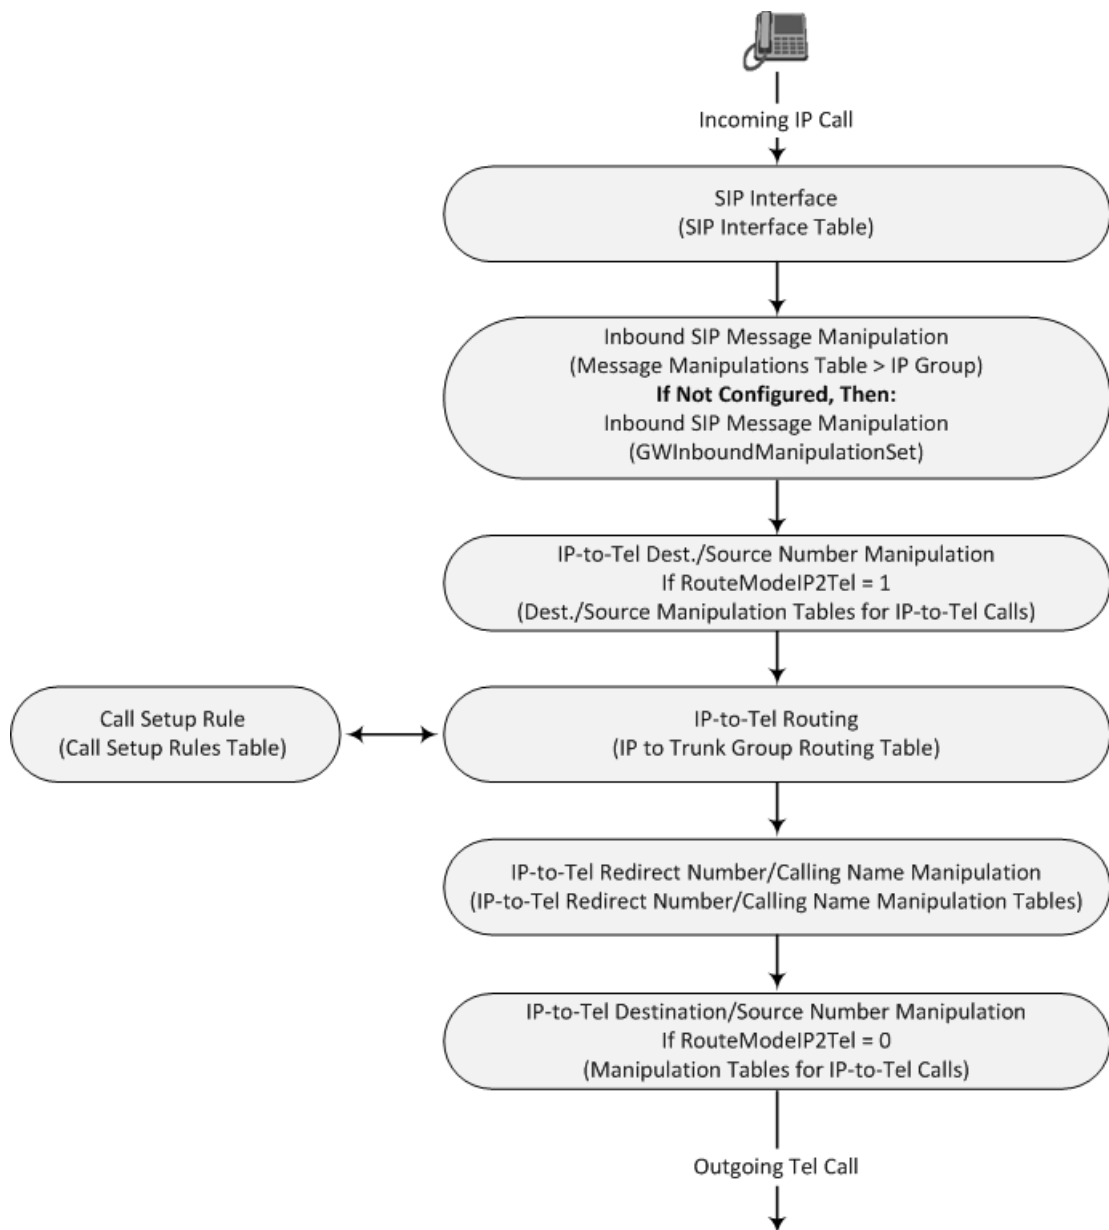 Incoming IP Call
SIP Interface
(SIP Interface Table)
Inbound SIP Message Manipulation
(Message Manipulations Table > IP Group)
If Not Configured, Then:
Inbound SIP Message Manipulation
(GWInboundManipulationSet)
IP-to-Tel Dest./Source Number Manipulation
If RouteModeIP2Tel = 1
(Dest./Source Manipulation Tables for IP-to-Tel Calls)
Call Setup Rule
(Call Setup Rules Table)
IP-to-Tel Routing
(IP to Trunk Group Routing Table)
IP-to-Tel Redirect Number/Calling Name Manipulation
(IP-to-Tel Redirect Number/Calling Name Manipulation Tables)
IP-to-Tel Destination/Source Number Manipulation
If RouteModeIP2Tel = 0
(Manipulation Tables for IP-to-Tel Calls)
Outgoing Tel Call